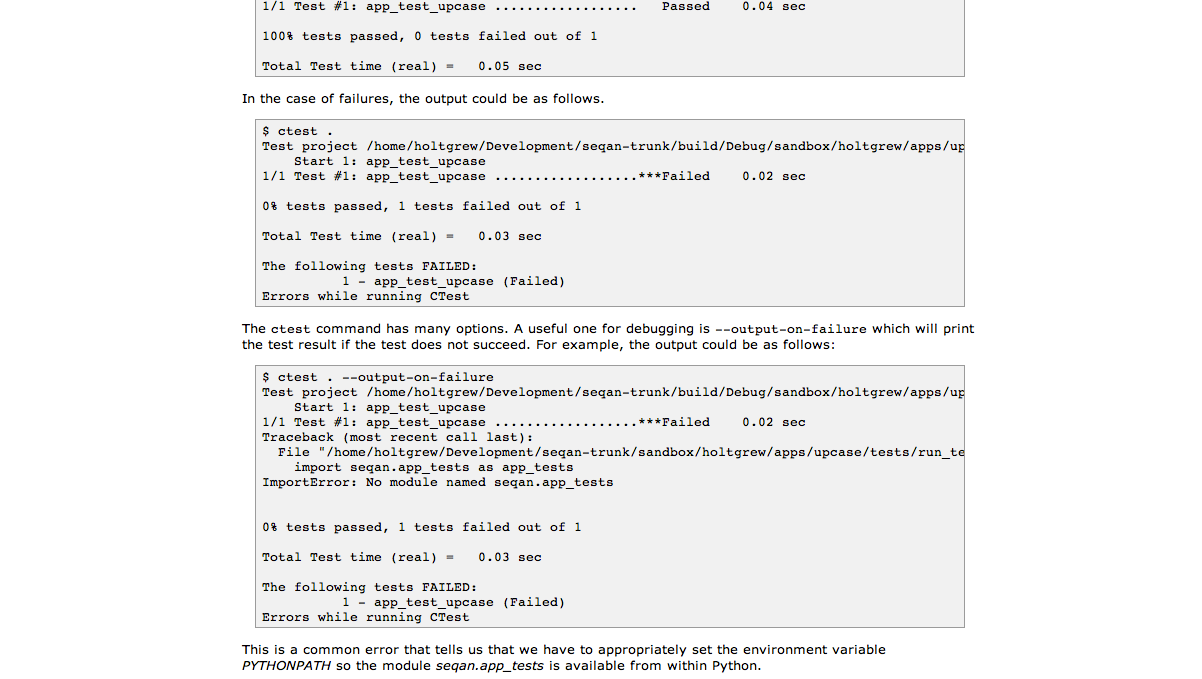 1/1 Test #1: app_test_upcase ..................   Passed    0.04 sec
100% tests passed, 0 tests failed out of 1
Total Test time (real) =   0.05 sec
In the case of failures, the output could be as follows.
$ ctest .
Test project /home/holtgrew/Development/seqan-trunk/build/Debug/sandbox/holtgrew/apps/up
    Start 1: app_test_upcase
1/1 Test #1: app_test_upcase ..................***Failed    0.02 sec
0% tests passed, 1 tests failed out of 1
Total Test time (real) =   0.03 sec
The following tests FAILED:
          1 - app_test_upcase (Failed)
Errors while running CTest
The ctest command has many options. A useful one for debugging is --output-on-failure which will print
the test result if the test does not succeed. For example, the output could be as follows:
$ ctest . --output-on-failure
Test project /home/holtgrew/Development/seqan-trunk/build/Debug/sandbox/holtgrew/apps/up
    Start 1: app_test_upcase
1/1 Test #1: app_test_upcase ..................***Failed    0.02 sec
Traceback (most recent call last):
  File "/home/holtgrew/Development/seqan-trunk/sandbox/holtgrew/apps/upcase/tests/run_te
    import seqan.app_tests as app_tests
ImportError: No module named seqan.app_tests
0% tests passed, 1 tests failed out of 1
Total Test time (real) =   0.03 sec
The following tests FAILED:
          1 - app_test_upcase (Failed)
Errors while running CTest
This is a common error that tells us that we have to appropriately set the environment variable
PYTHONPATH so the module seqan.app_tests is available from within Python.